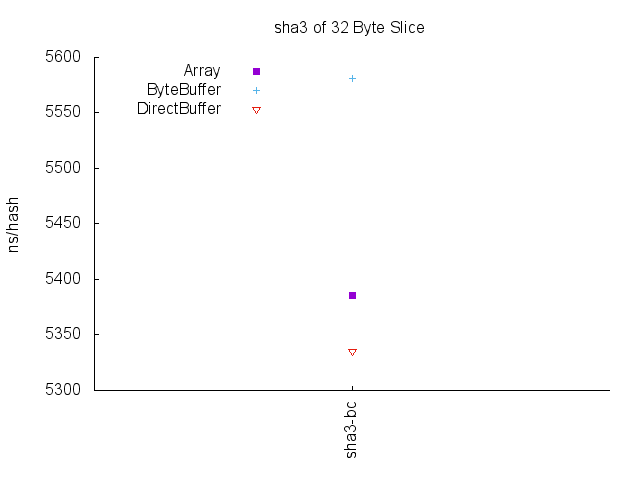 sha3 of 32 Byte Slice
5600
5550
5500
5450
5400
5350
5300
ns/hash
Array
ByteBuffer
DirectBuffer
sha3-bc